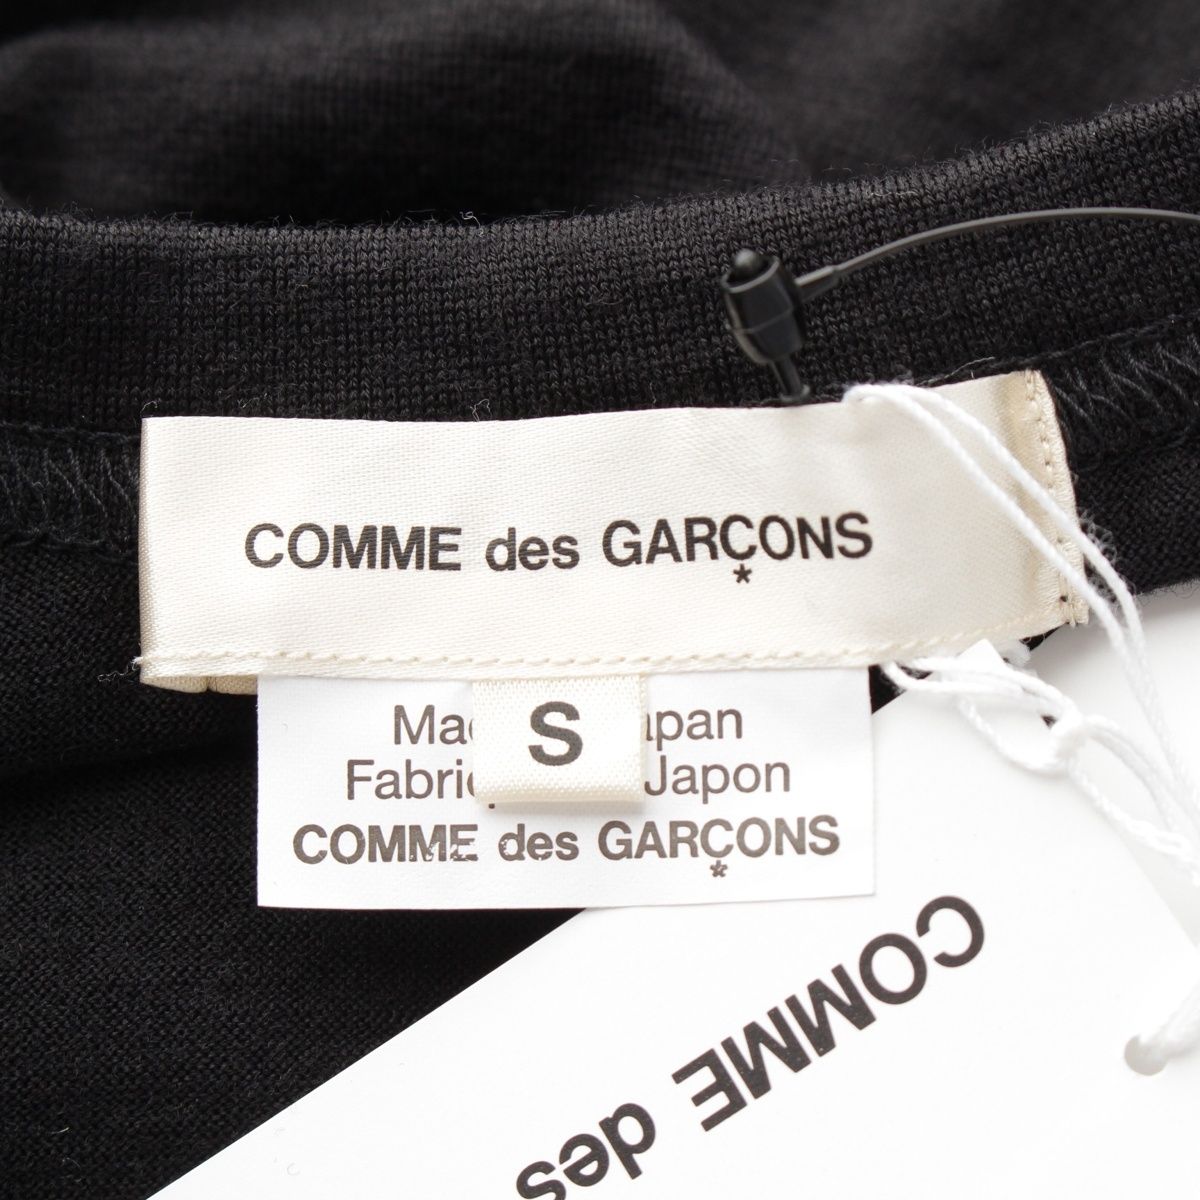 COMME des GARÇONS
*
S
Japon
COMME des GARÇONS
*
COMME des